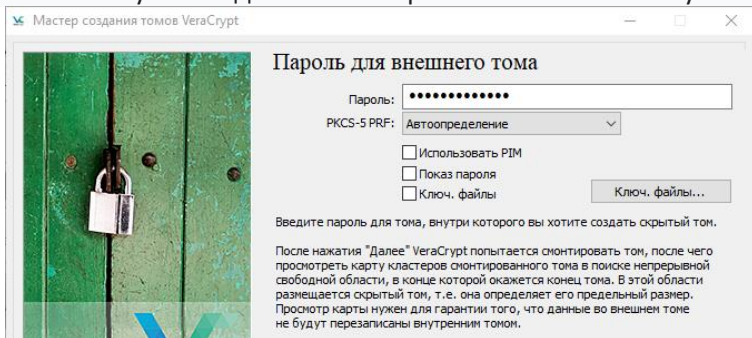 Мастер создания томов VeraCrypt
Пароль для внешнего тома
Пароль: •••••••••••••
PKCS-5 PRF: Автоопределение
Использовать PIM
Показ пароля
Ключ. файлы
Ключ. файлы...
Введите пароль для тома, внутри которого вы хотите создать скрытый том.
После нажатия "Далее" VeraCrypt попытается смонтировать том, после чего
просмотреть карту кластеров смонтированного тома в поиске непрерывной
свободной области, в конце которой окажется конец тома. В этой области
размещается скрытый том, т.е. она определяет его предельный размер.
Просмотр карты нужен для гарантии того, что данные во внешнем томе
не будут перезаписаны внутренним томом.